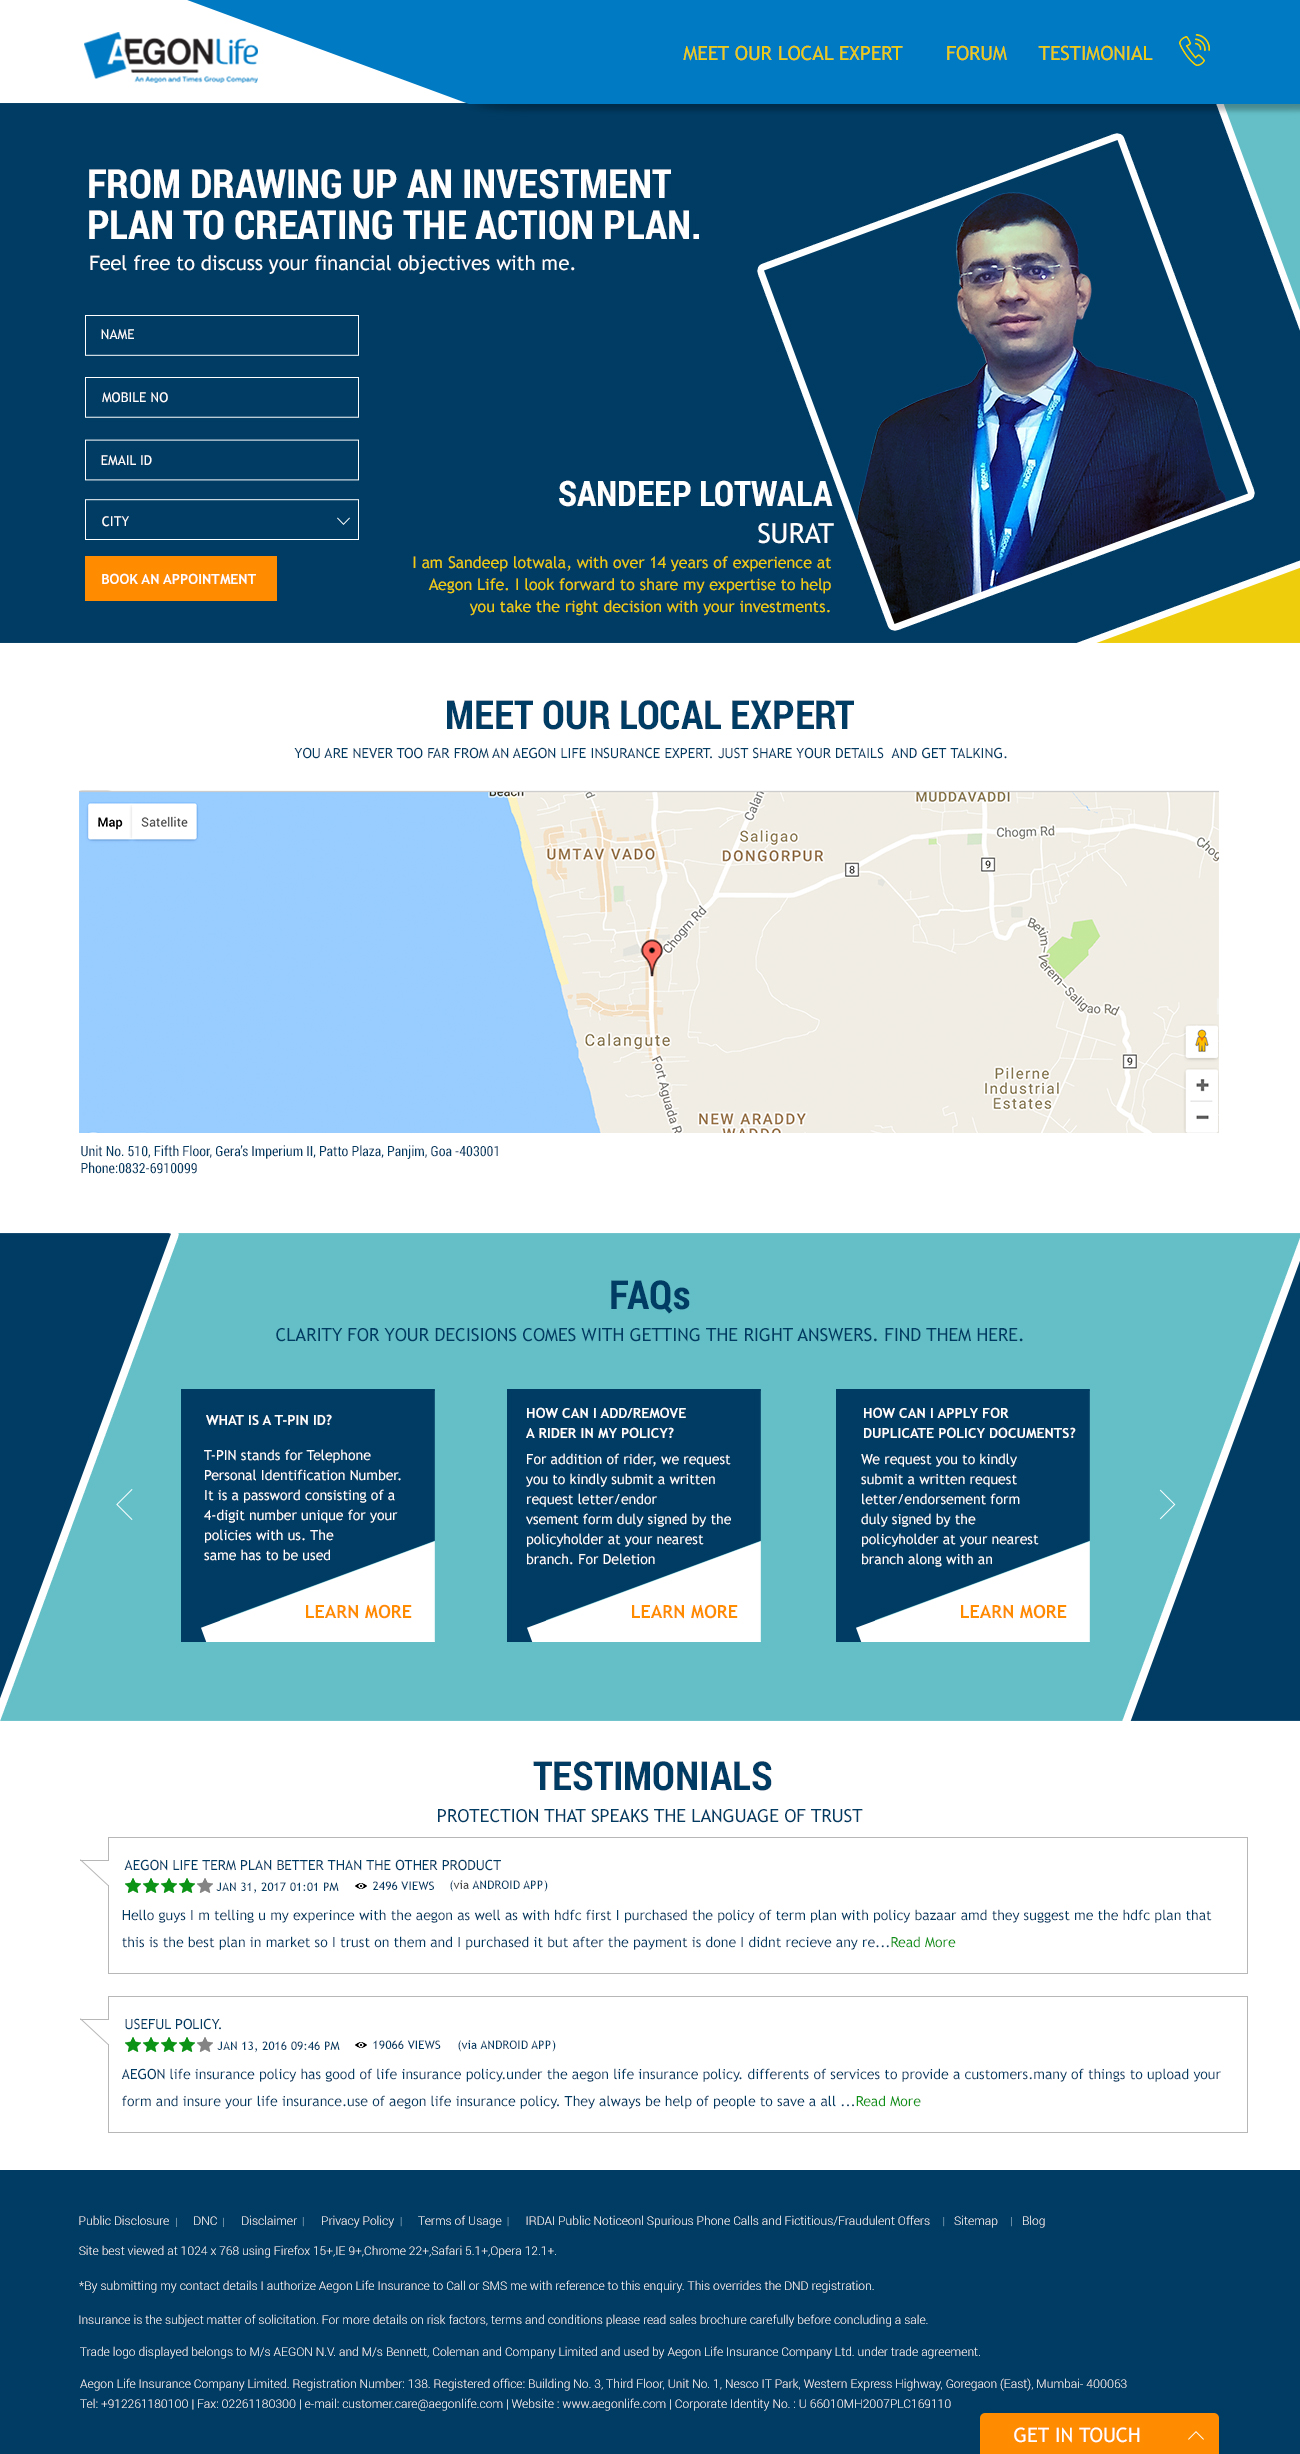 AEGONLife
An Aegon and Times Group Company
MEET OUR LOCAL EXPERT FORUM TESTIMONIAL
FROM DRAWING UP AN INVESTMENT
PLAN TO CREATING THE ACTION PLAN.
Feel free to discuss your financial objectives with me.
NAME
MOBILE NO
EMAIL ID
CITY
BOOK AN APPOINTMENT
SANDEEP LOTWALA
SURAT
I am Sandeep lotwala, with over 14 years of experience at
Aegon Life. I look forward to share my expertise to help
you take the right decision with your investments.
MEET OUR LOCAL EXPERT
YOU ARE NEVER TOO FAR FROM AN AEGON LIFE INSURANCE EXPERT. JUST SHARE YOUR DETAILS AND GET TALKING.
Map Satellite
Beach
MUDDAVADDI
Calan
Saligao
DONGORPUR
Chogm Rd
Chog
UMTAV VADO
8
9
Chogm Rd
Betim-Verem-Saligao Rd
Calangute
Fort Aguada R
9
Pilerne
Industrial
Estates
NEW ARADDY
WADDO
Unit No. 510, Fifth Floor, Gera's Imperium II, Patto Plaza, Panjim, Goa -403001
Phone:0832-6910099
FAQs
CLARITY FOR YOUR DECISIONS COMES WITH GETTING THE RIGHT ANSWERS. FIND THEM HERE.
WHAT IS A T-PIN ID?
T-PIN stands for Telephone
Personal Identification Number.
It is a password consisting of a
4-digit number unique for your
policies with us. The
same has to be used
LEARN MORE
HOW CAN I ADD/REMOVE
A RIDER IN MY POLICY?
For addition of rider, we request
you to kindly submit a written
request letter/endor
vsement form duly signed by the
policyholder at your nearest
branch. For Deletion
LEARN MORE
HOW CAN I APPLY FOR
DUPLICATE POLICY DOCUMENTS?
We request you to kindly
submit a written request
letter/endorsement form
duly signed by the
policyholder at your nearest
branch along with an
LEARN MORE
TESTIMONIALS
PROTECTION THAT SPEAKS THE LANGUAGE OF TRUST
AEGON LIFE TERM PLAN BETTER THAN THE OTHER PRODUCT
JAN 31, 2017 01:01 PM 2496 VIEWS (via ANDROID APP)
Hello guys I m telling u my experince with the aegon as well as with hdfc first I purchased the policy of term plan with policy bazaar amd they suggest me the hdfc plan that
this is the best plan in market so I trust on them and I purchased it but after the payment is done I didnt recieve any re...Read More
USEFUL POLICY.
JAN 13, 2016 09:46 PM 19066 VIEWS (via ANDROID APP)
AEGON life insurance policy has good of life insurance policy.under the aegon life insurance policy. differents of services to provide a customers.many of things to upload your
form and insure your life insurance.use of aegon life insurance policy. They always be help of people to save a all ...Read More
Public Disclosure | DNC | Disclaimer | Privacy Policy | Terms of Usage | IRDAI Public Noticeonl Spurious Phone Calls and Fictitious/Fraudulent Offers | Sitemap | Blog
Site best viewed at 1024 x 768 using Firefox 15+,IE 9+,Chrome 22+,Safari 5.1+,Opera 12.1+.
*By submitting my contact details I authorize Aegon Life Insurance to Call or SMS me with reference to this enquiry. This overrides the DND registration.
Insurance is the subject matter of solicitation. For more details on risk factors, terms and conditions please read sales brochure carefully before concluding a sale.
Trade logo displayed belongs to M/s AEGON N.V. and M/s Bennett, Coleman and Company Limited and used by Aegon Life Insurance Company Ltd. under trade agreement.
Aegon Life Insurance Company Limited. Registration Number: 138. Registered office: Building No. 3, Third Floor, Unit No. 1, Nesco IT Park, Western Express Highway, Goregaon (East), Mumbai- 400063
Tel: +912261180100 | Fax: 02261180300 | e-mail: customer.care@aegonlife.com | Website : www.aegonlife.com | Corporate Identity No. : U 66010MH2007PLC169110
GET IN TOUCH